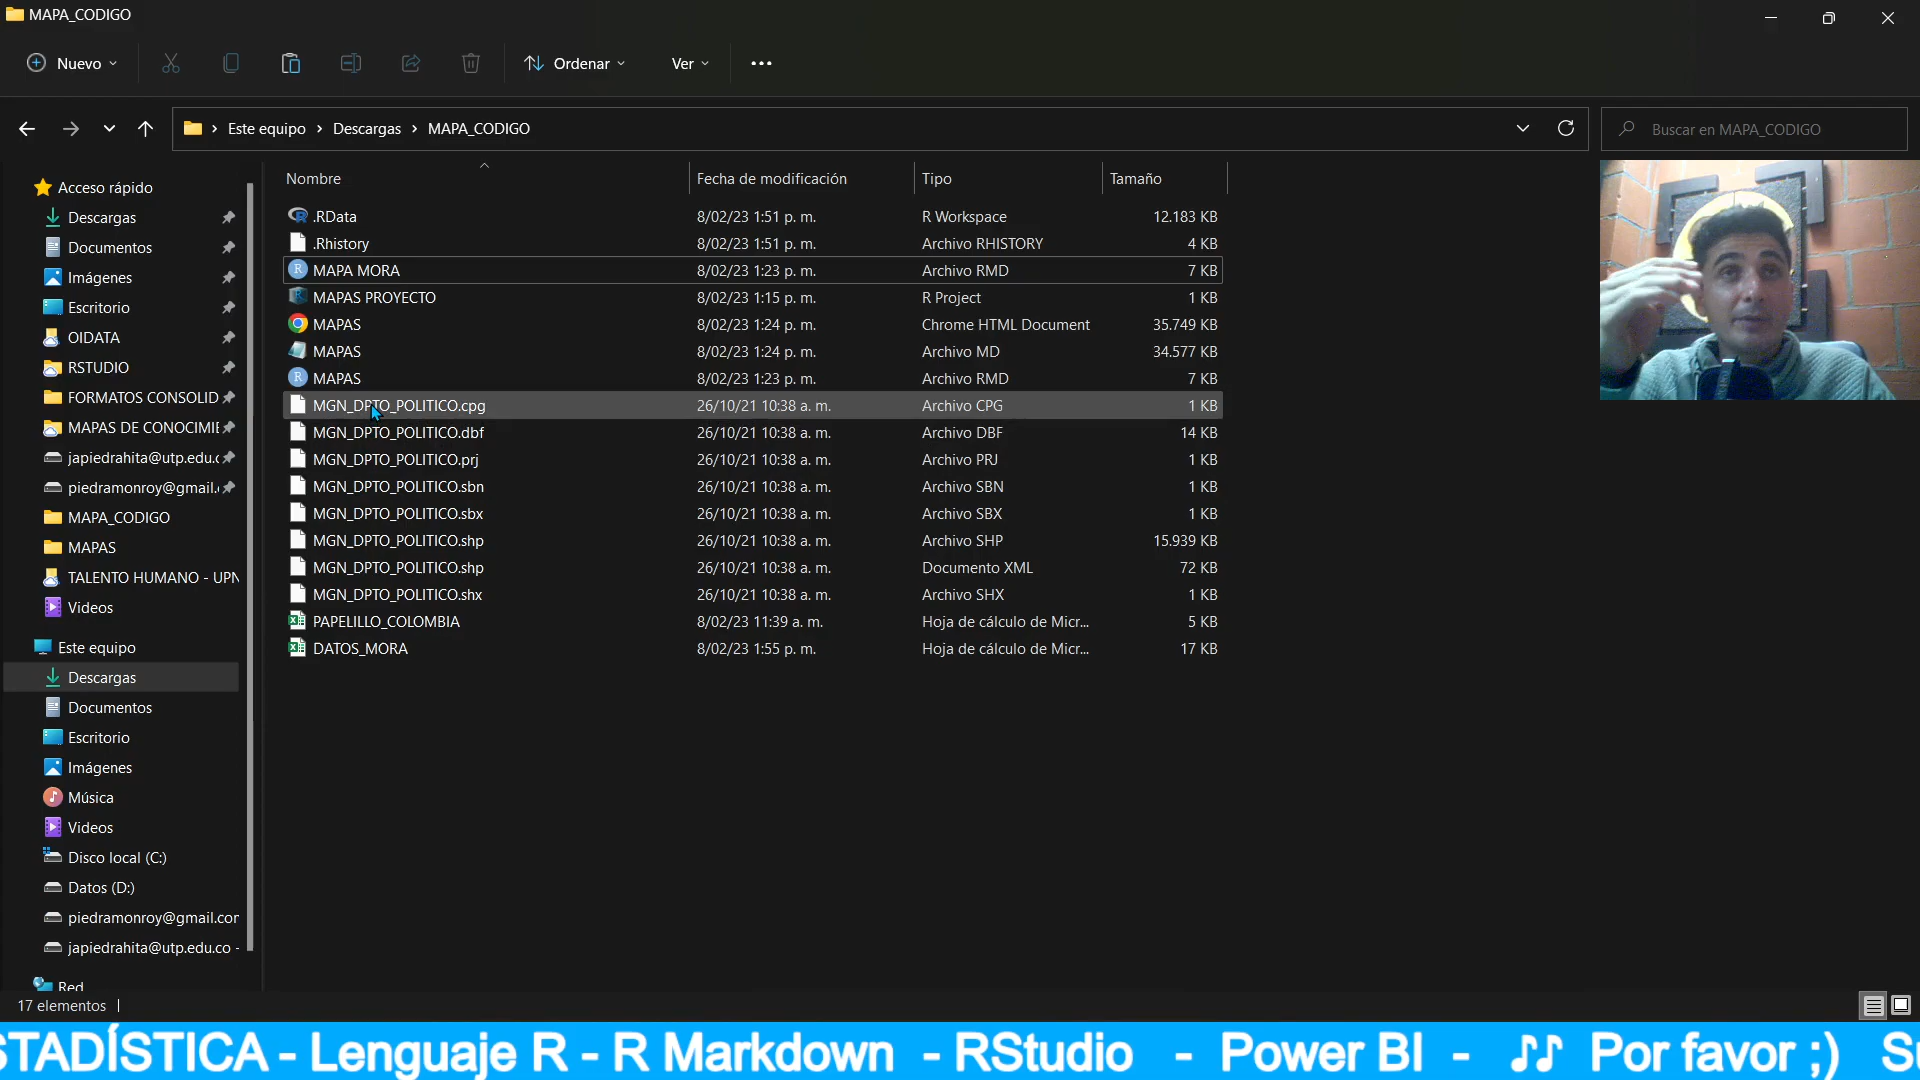 MAPA_CODIGO
Nuevo
Ordenar
Ver
Este equipo > Descargas > MAPA_CODIGO
Buscar en MAPA_CODIGO
Acceso rápido
Descargas
Documentos
Imágenes
Escritorio
OIDATA
RSTUDIO
FORMATOS CONSOLID
MAPAS DE CONOCIMIE
japiedrahita@utp.edu.c
piedramonroy@gmail.
MAPA_CODIGO
MAPAS
TALENTO HUMANO - UPN
Videos
Este equipo
Descargas
Documentos
Escritorio
Imágenes
Música
Videos
Disco local (C:)
Datos (D:)
piedramonroy@gmail.cor
japiedrahita@utp.edu.co -
Red
Nombre Fecha de modificación Tipo Tamaño
.RData 8/02/23 1:51 p. m. R Workspace 12.183 KB
.Rhistory 8/02/23 1:51 p. m. Archivo RHISTORY 4 KB
MAPA MORA 8/02/23 1:23 p. m. Archivo RMD 7 KB
MAPAS PROYECTO 8/02/23 1:15 p. m. R Project 1 KB
MAPAS 8/02/23 1:24 p. m. Chrome HTML Document 35.749 KB
MAPAS 8/02/23 1:24 p. m. Archivo MD 34.577 KB
MAPAS 8/02/23 1:23 p. m. Archivo RMD 7 KB
MGN_DPTO_POLITICO.cpg 26/10/21 10:38 a. m. Archivo CPG 1 KB
MGN_DPTO_POLITICO.dbf 26/10/21 10:38 a. m. Archivo DBF 14 KB
MGN_DPTO_POLITICO.prj 26/10/21 10:38 a. m. Archivo PRJ 1 KB
MGN_DPTO_POLITICO.sbn 26/10/21 10:38 a. m. Archivo SBN 1 KB
MGN_DPTO_POLITICO.sbx 26/10/21 10:38 a. m. Archivo SBX 1 KB
MGN_DPTO_POLITICO.shp 26/10/21 10:38 a. m. Archivo SHP 15.939 KB
MGN_DPTO_POLITICO.shp 26/10/21 10:38 a. m. Documento XML 72 KB
MGN_DPTO_POLITICO.shx 26/10/21 10:38 a. m. Archivo SHX 1 KB
PAPELILLO_COLOMBIA 8/02/23 11:39 a. m. Hoja de cálculo de Micr... 5 KB
DATOS_MORA 8/02/23 1:55 p. m. Hoja de cálculo de Micr... 17 KB
17 elementos
STADÍSTICA - Lenguaje R - R Markdown - RStudio - Power BI - ♪♪ Por favor ;) Su